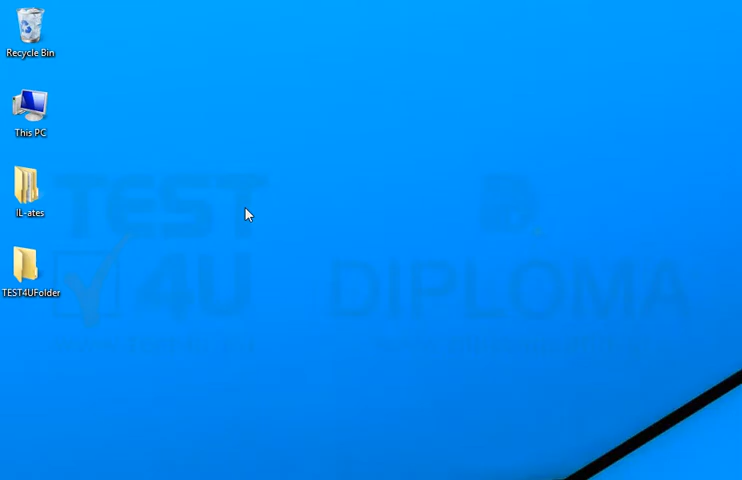 Recycle Bin
This PC
IL-ates
TEST4UFolder
TEST
4U
DIPLOMA